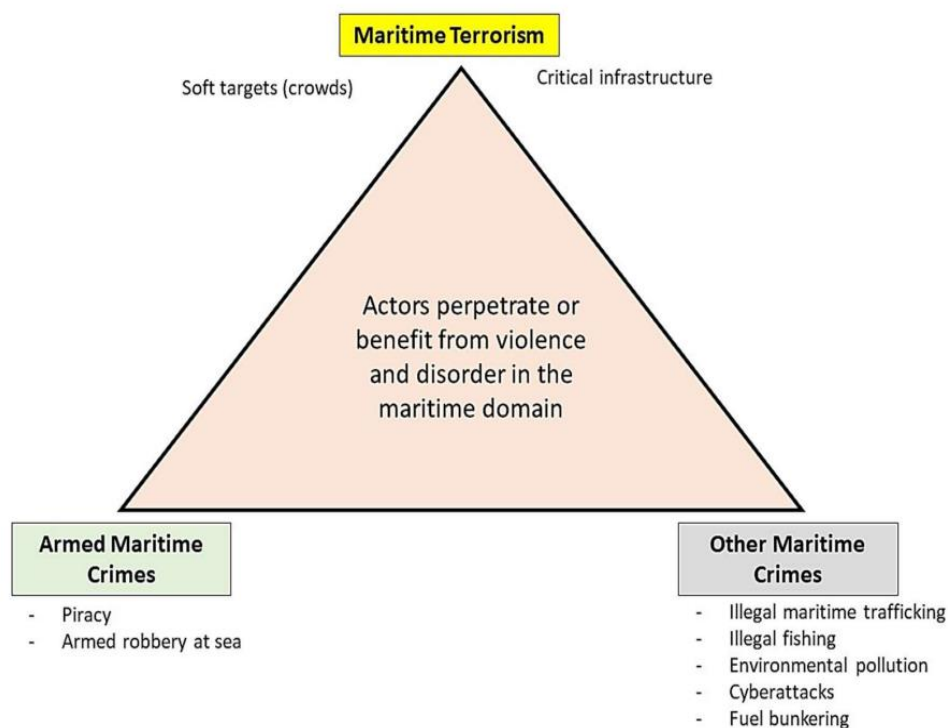 Maritime Terrorism
Soft targets (crowds)
Critical infrastructure
Actors perpetrate or
benefit from violence
and disorder in the
maritime domain
Armed Maritime
Crimes
- Piracy
- Armed robbery at sea
Other Maritime
Crimes
- Illegal maritime trafficking
- Illegal fishing
- Environmental pollution
- Cyberattacks
- Fuel bunkering